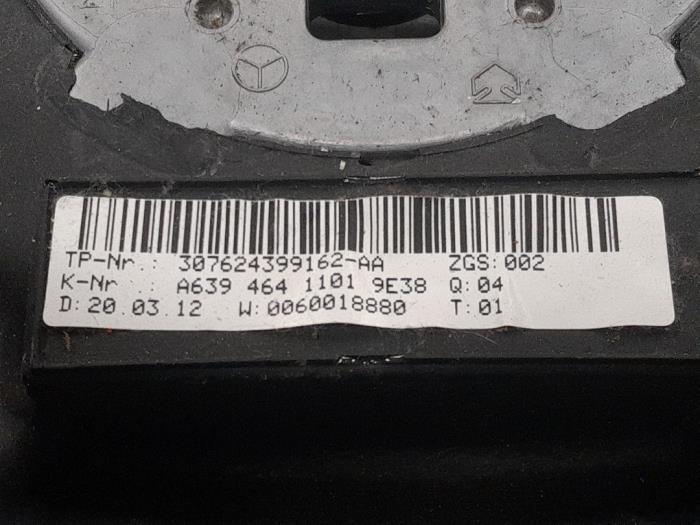 TP-Nr.: 307624399162-AA ZGS:002
K-Nr .: A639 464 1101 9E38 Q:04
D:20.03.12 W:0060018880 T:01